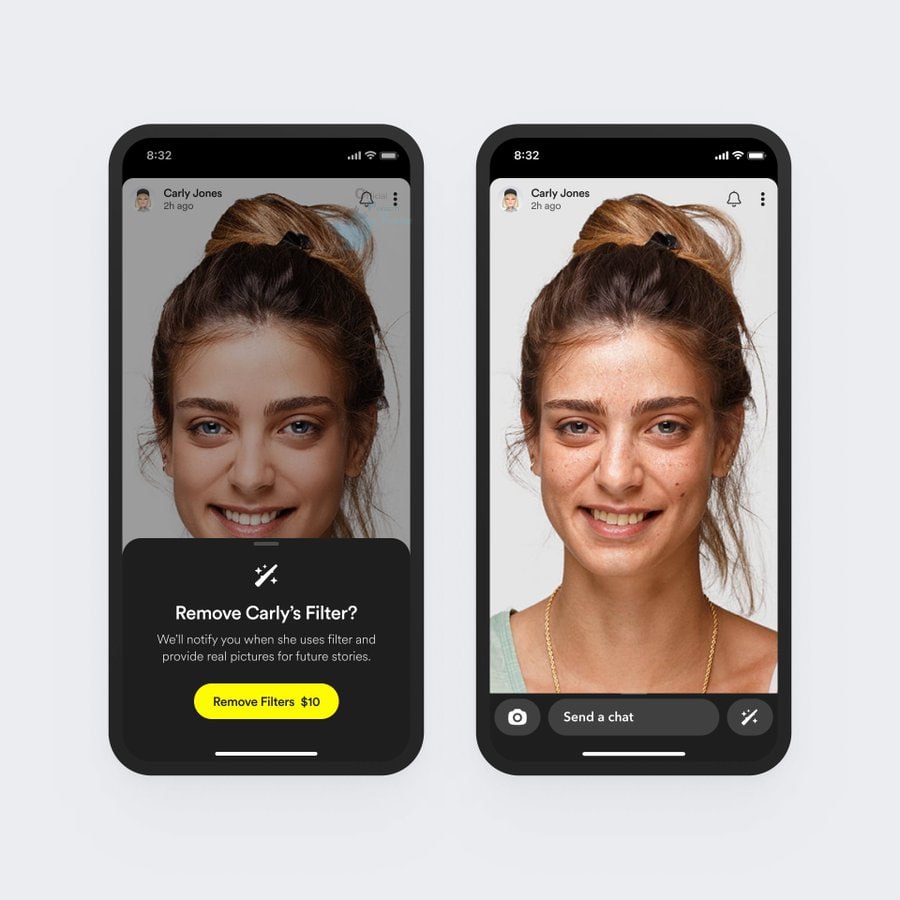 8:32
Carly Jones
2h ago
Remove Carly's Filter?
We'll notify you when she uses filter and
provide real pictures for future stories.
Remove Filters $10
8:32
Carly Jones
2h ago
Send a chat